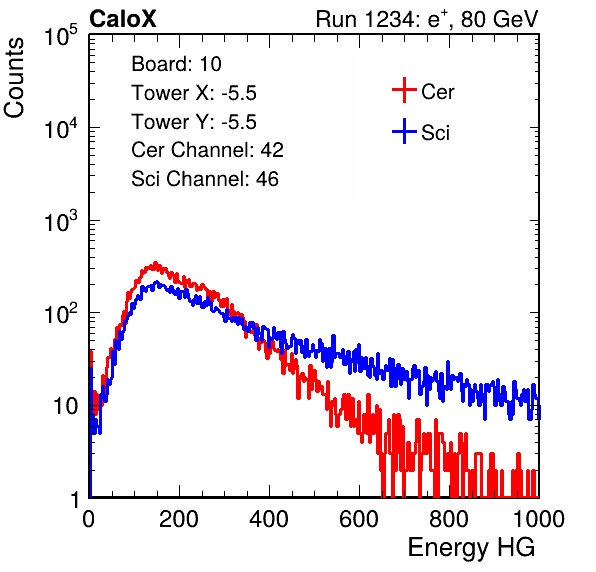 CaloX Run 1234: e⁺, 80 GeV
Board: 10
Tower X: -5.5
Tower Y: -5.5
Cer Channel: 42
Sci Channel: 46
Cer
Sci
Counts
10⁵
10⁴
10³
10²
10
1
0 200 400 600 800 1000
Energy HG